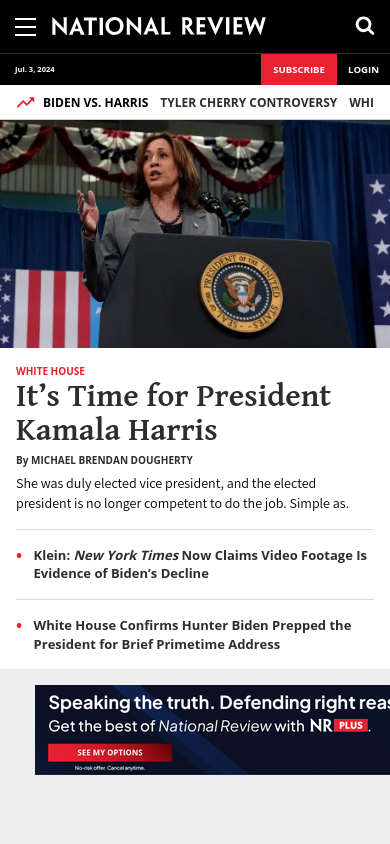 NATIONAL REVIEW
Jul. 3, 2024
SUBSCRIBE
LOGIN
BIDEN VS. HARRIS TYLER CHERRY CONTROVERSY WHI
SEAL OF THE PRESIDENT OF THE UNITED STATES
WHITE HOUSE
It’s Time for President
Kamala Harris
By MICHAEL BRENDAN DOUGHERTY
She was duly elected vice president, and the elected
president is no longer competent to do the job. Simple as.
• Klein: New York Times Now Claims Video Footage Is
Evidence of Biden’s Decline
• White House Confirms Hunter Biden Prepped the
President for Brief Primetime Address
Speaking the truth. Defending right reas
Get the best of National Review with NR PLUS.
SEE MY OPTIONS
No-risk offer. Cancel anytime.